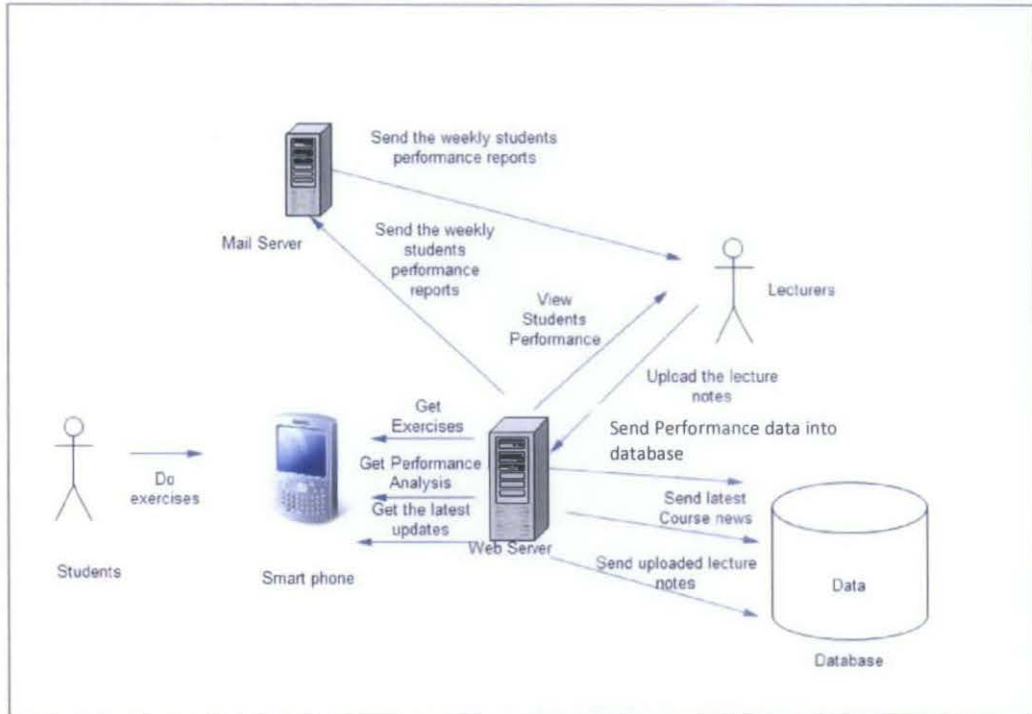 Send the weekly students
performance reports
Mail Server
Send the weekly
students
performance
reports
Lecturers
View
Students
Performance
Upload the lecture
notes
Get
Exercises
Send Performance data into
database
Do
exercises
Get Performance
Analysis
Send latest
Course news
Get the latest
updates
Web Server
Send uploaded lecture
notes
Students
Smart phone
Data
Database